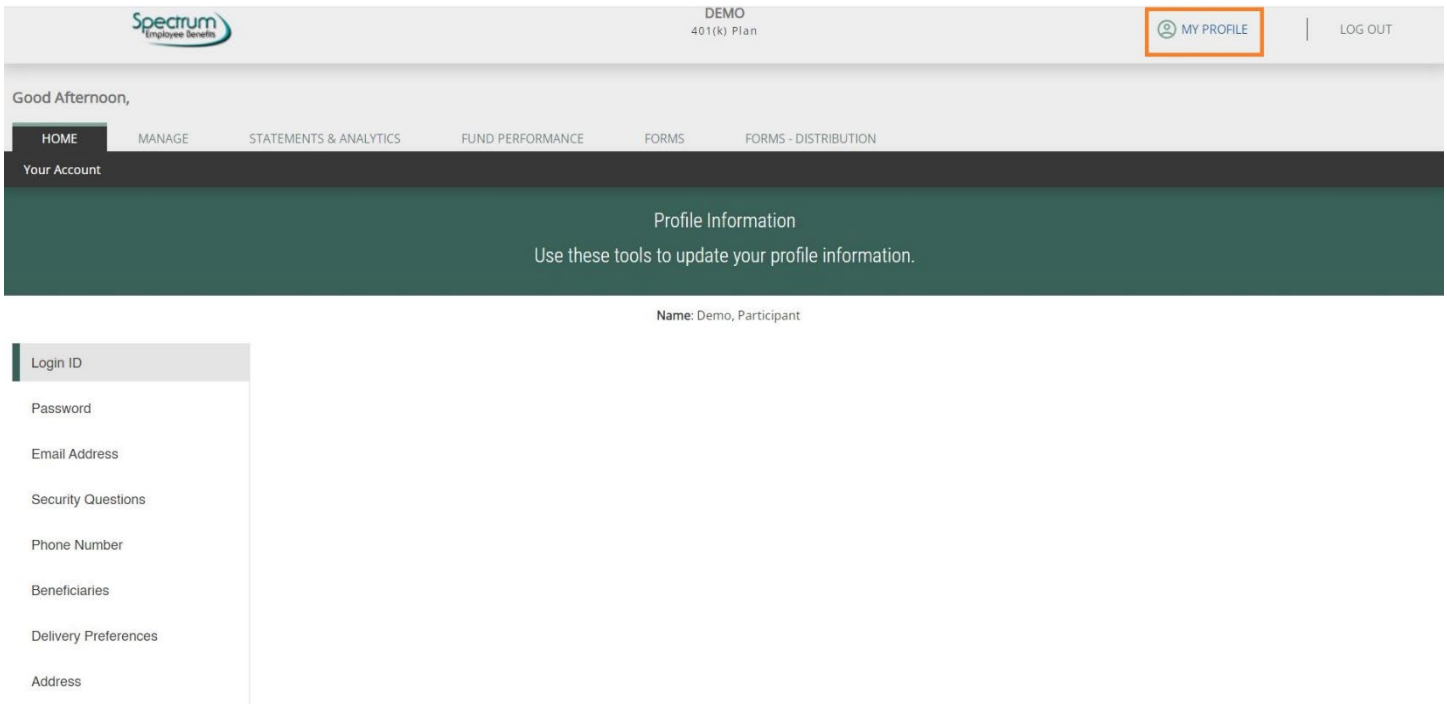 Spectrum
Employee Benefits
DEMO
401(k) Plan
MY PROFILE
LOG OUT
Good Afternoon,
HOME MANAGE STATEMENTS & ANALYTICS FUND PERFORMANCE FORMS FORMS - DISTRIBUTION
Your Account
Profile Information
Use these tools to update your profile information.
Name: Demo, Participant
Login ID
Password
Email Address
Security Questions
Phone Number
Beneficiaries
Delivery Preferences
Address